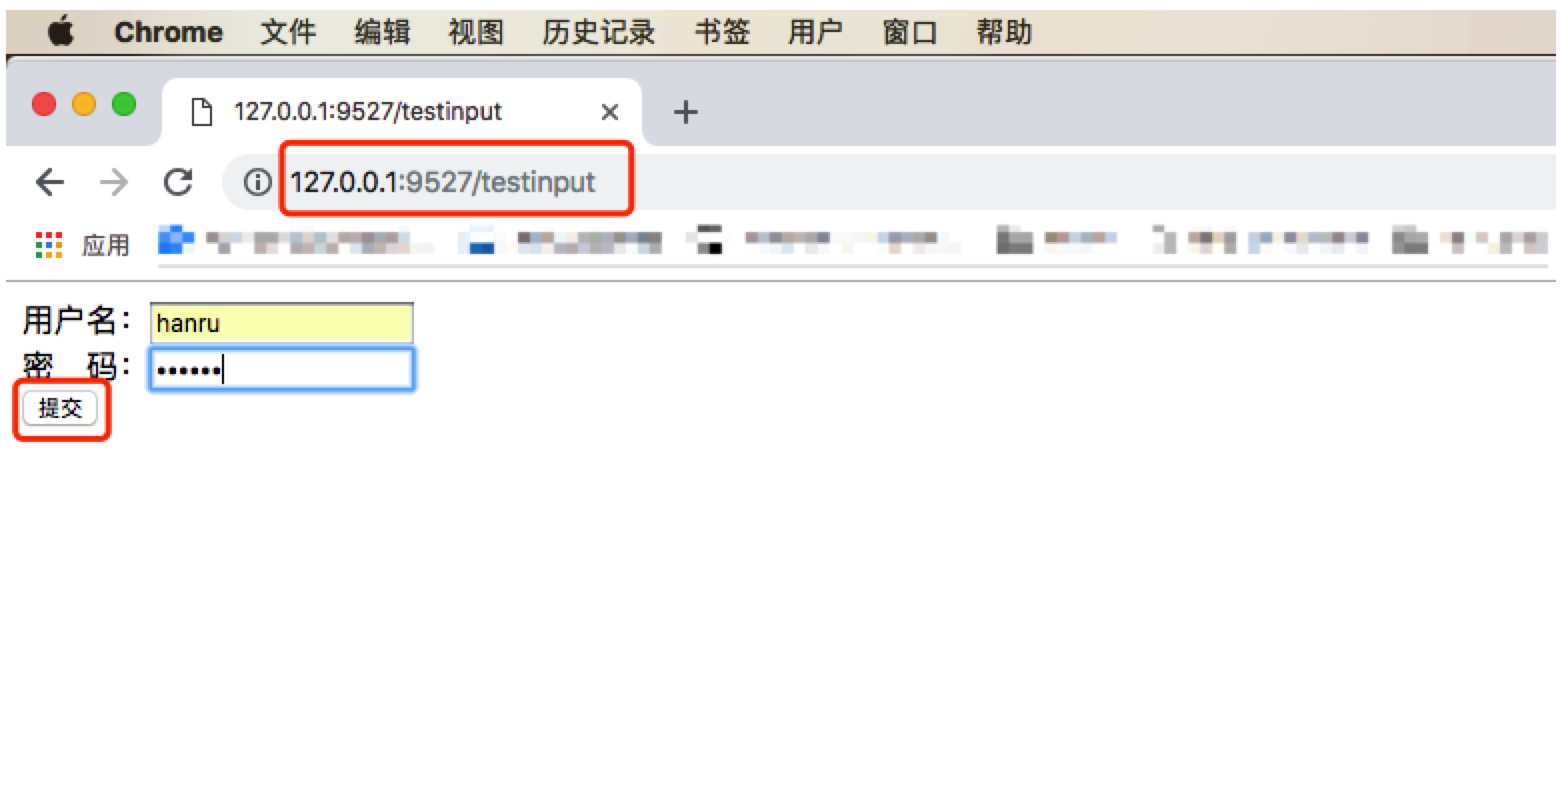 Chrome 文件 编辑 视图 历史记录 书签 用户 窗口 帮助
127.0.0.1:9527/testinput
127.0.0.1:9527/testinput
应用
用户名: hanru
密 码: ••••••
提交